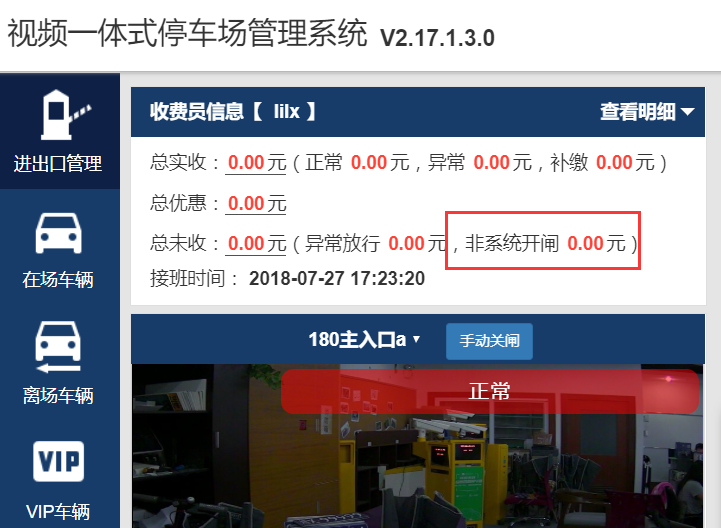 视频一体式停车场管理系统 V2.17.1.3.0
进出口管理
在场车辆
离场车辆
VIP
VIP车辆
收费员信息【 lilx 】 查看明细
总实收：0.00元 ( 正常 0.00元 , 异常 0.00元 , 补缴 0.00元 )
总优惠：0.00元
总未收：0.00元 ( 异常放行 0.00元 , 非系统开闸 0.00元 )
接班时间： 2018-07-27 17:23:20
180主入口a 手动关闸
正常